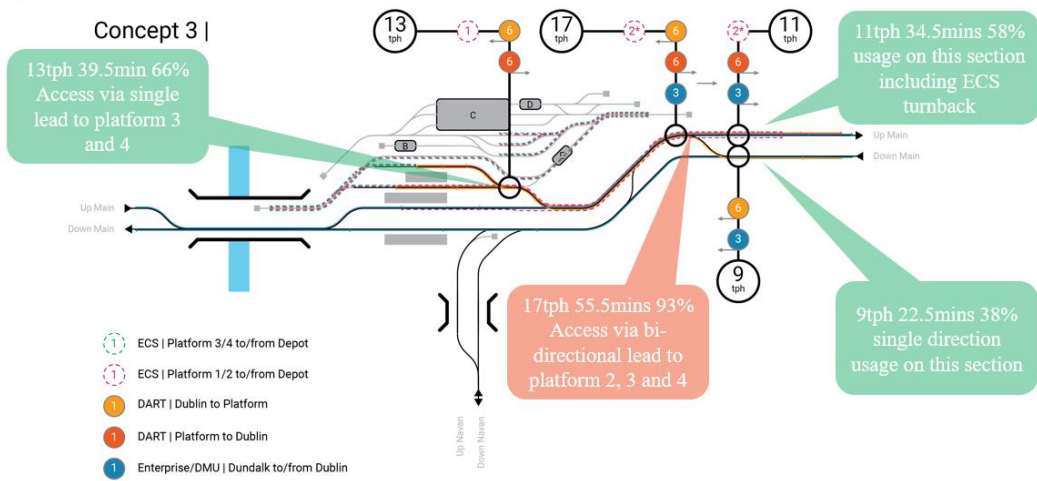 Concept 3 |
13
tph
1
6
6
17
tph
2*
6
6
3
2*
11
tph
6
6
3
13tph 39.5min 66%
Access via single
lead to platform 3
and 4
11tph 34.5mins 58%
usage on this section
including ECS
turnback
C
D
B
Up Main
Down Main
Up Main
Down Main
6
3
9
tph
17tph 55.5mins 93%
Access via bi-
directional lead to
platform 2, 3 and 4
9tph 22.5mins 38%
single direction
usage on this section
1 ECS | Platform 3/4 to/from Depot
1 ECS | Platform 1/2 to/from Depot
1 DART | Dublin to Platform
1 DART | Platform to Dublin
1 Enterprise/DMU | Dundalk to/from Dublin
Up Navan
Down Navan